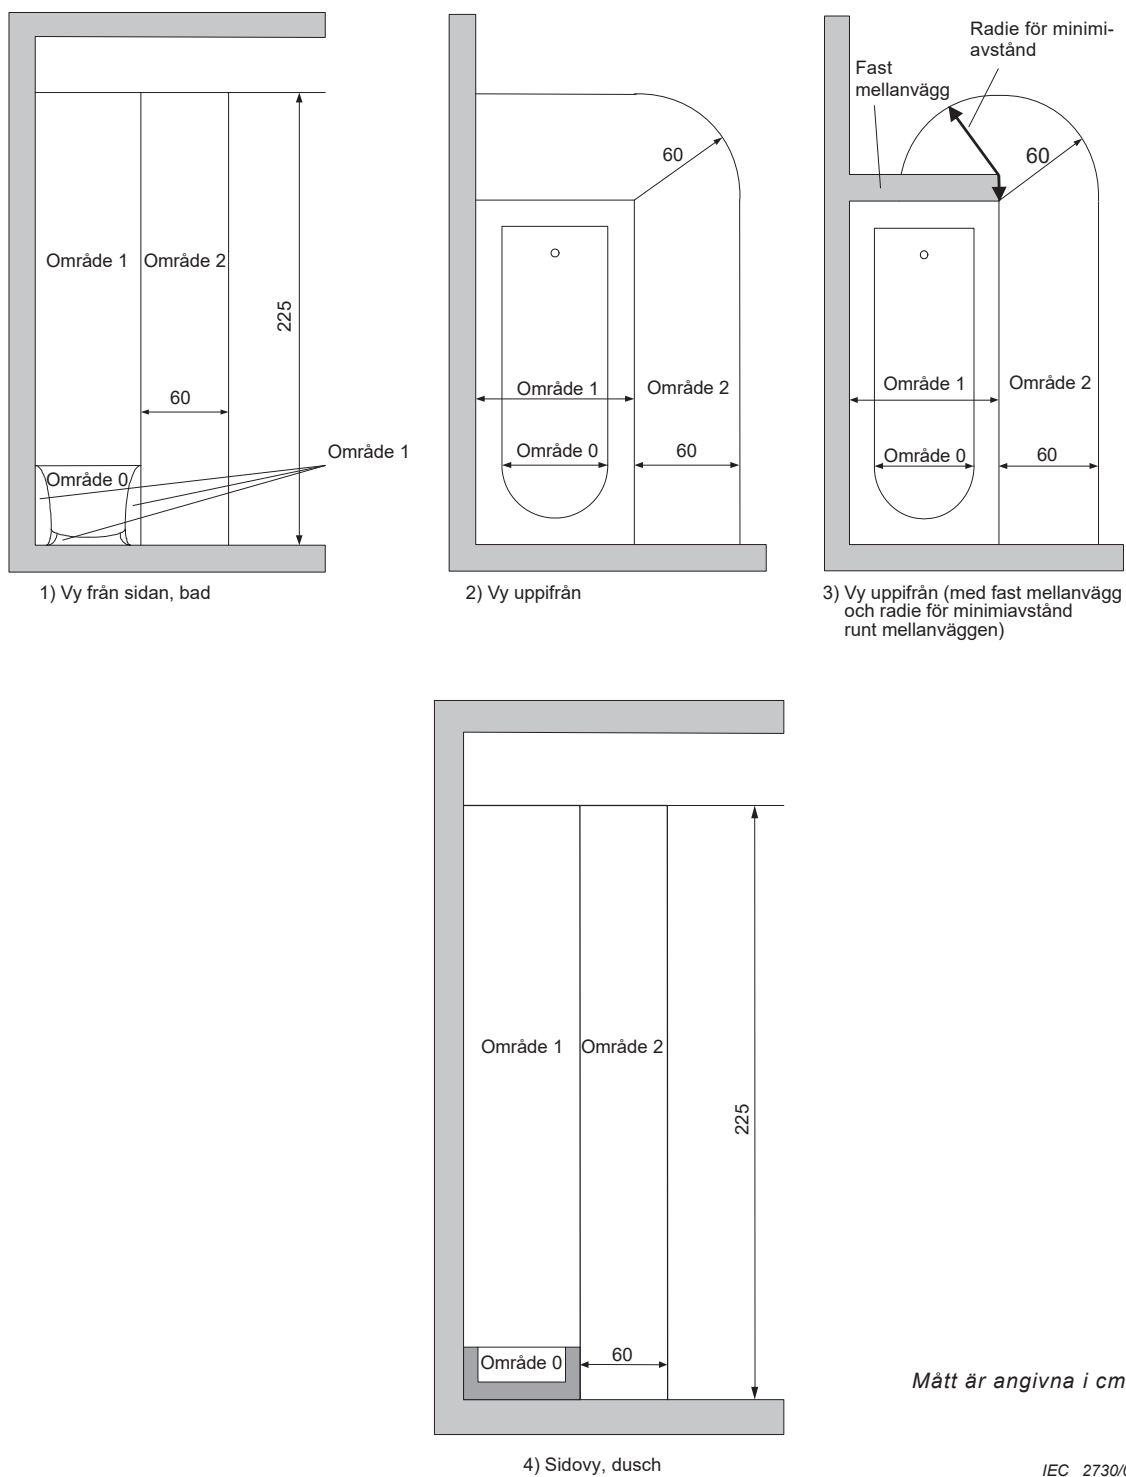 Område 1
Område 2
225
60
Område 0
Område 1
1) Vy från sidan, bad
60
Område 1
Område 2
Område 0
60
2) Vy uppifrån
Radie för minimi-
avstånd
Fast
mellanvägg
60
Område 1
Område 2
Område 0
60
3) Vy uppifrån (med fast mellanvägg
och radie för minimiavstånd
runt mellanväggen)
Område 1
Område 2
225
Område 0
60
Mått är angivna i cm
4) Sidovy, dusch
IEC 2730/0